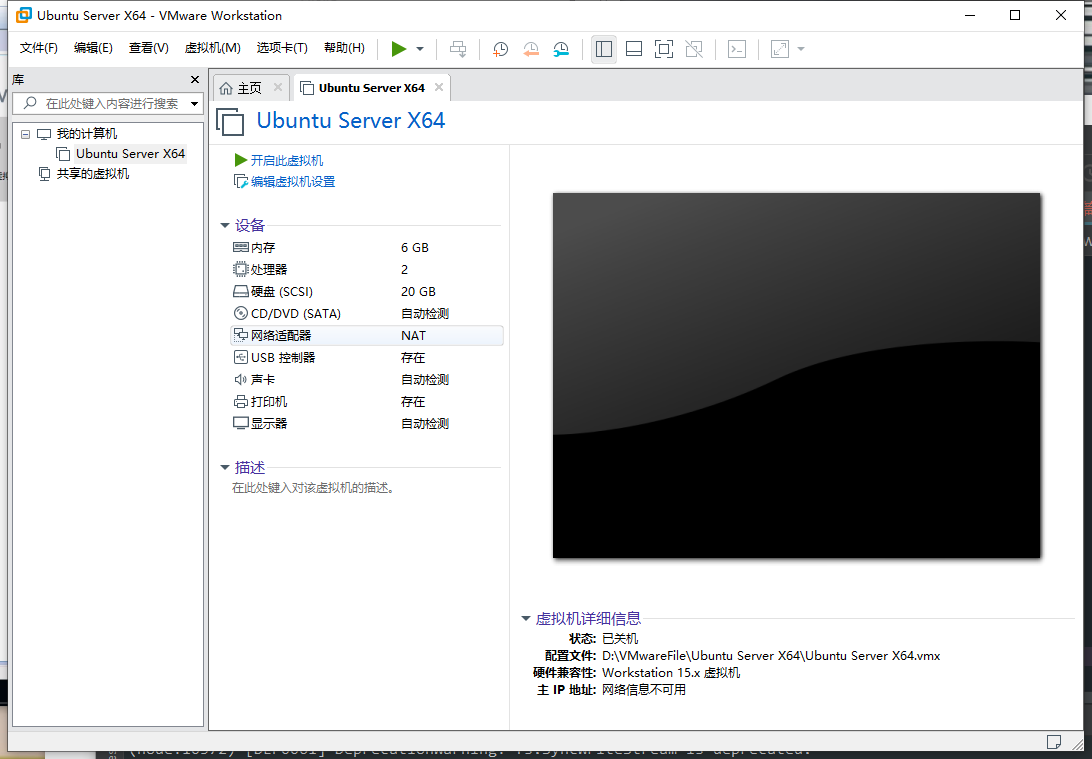 Ubuntu Server X64 - VMware Workstation
文件(F) 编辑(E) 查看(V) 虚拟机(M) 选项卡(T) 帮助(H)
库
在此处键入内容进行搜索
我的计算机
Ubuntu Server X64
共享的虚拟机
主页
Ubuntu Server X64
Ubuntu Server X64
开启此虚拟机
编辑虚拟机设置
设备
内存 6 GB
处理器 2
硬盘 (SCSI) 20 GB
CD/DVD (SATA) 自动检测
网络适配器 NAT
USB 控制器 存在
声卡 自动检测
打印机 存在
显示器 自动检测
描述
在此处键入对该虚拟机的描述。
虚拟机详细信息
状态: 已关机
配置文件: D:\VMwareFile\Ubuntu Server X64\Ubuntu Server X64.vmx
硬件兼容性: Workstation 15.x 虚拟机
主 IP 地址: 网络信息不可用